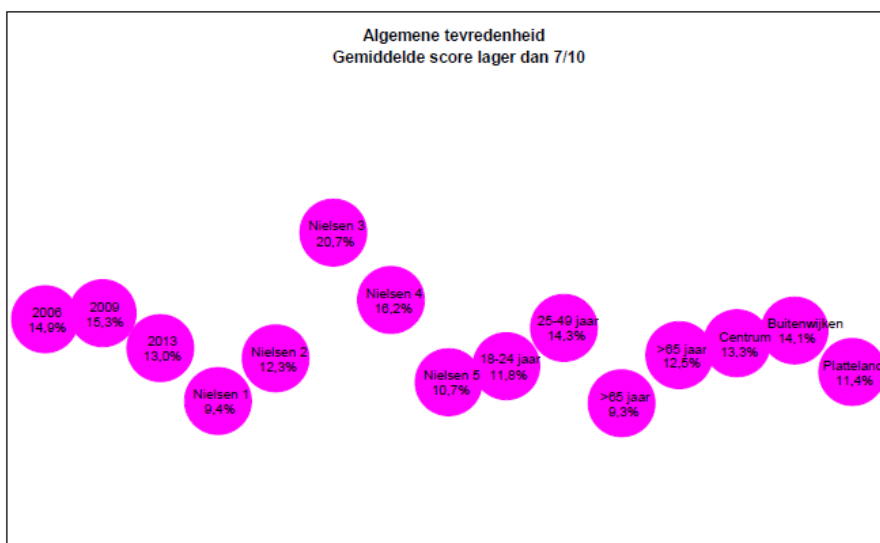 Algemene tevredenheid
Gemiddelde score lager dan 7/10
2006
14,9%
2009
15,3%
2013
13,0%
Nielsen 1
9,4%
Nielsen 2
12,3%
Nielsen 3
20,7%
Nielsen 4
16,2%
Nielsen 5
10,7%
18-24 jaar
11,8%
25-49 jaar
14,3%
>65 jaar
9,3%
>65 jaar
12,5%
Centrum
13,3%
Buitenwijken
14,1%
Platteland
11,4%